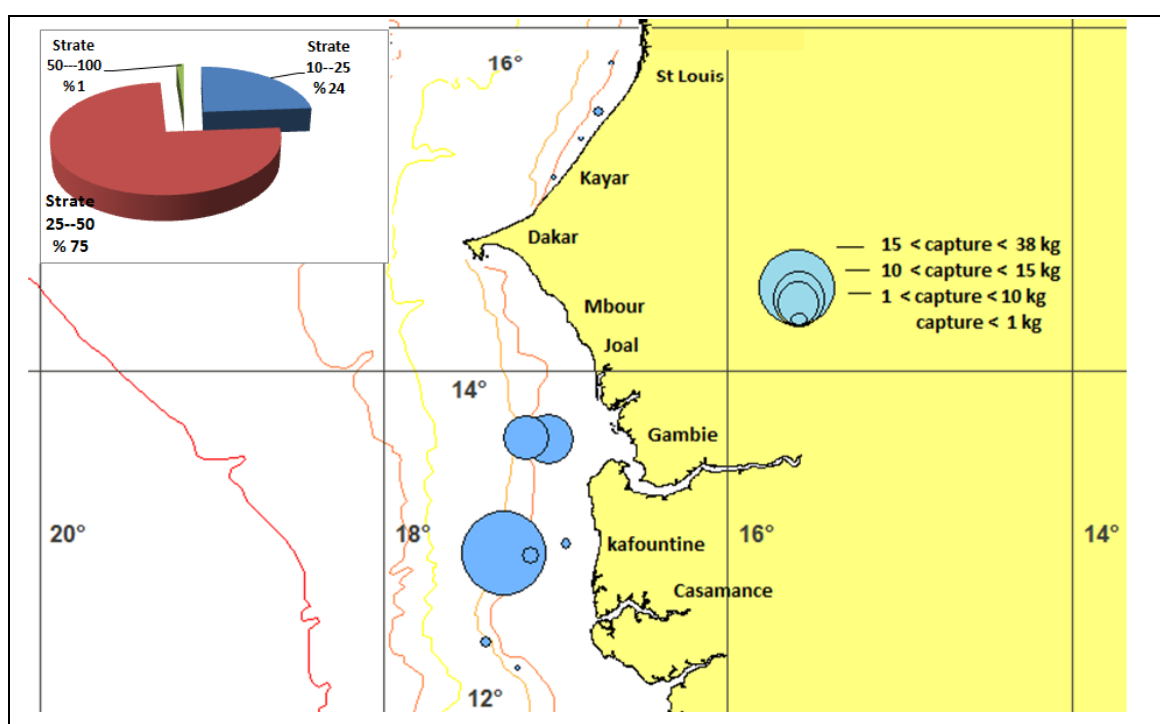 Strate
50---100
% 1
Strate
10--25
% 24
Strate
25--50
% 75
16°
St Louis
Kayar
Dakar
Mbour
Joal
14°
Gambie
20°
18°
kafountine
16°
14°
Casamance
12°
15 < capture < 38 kg
10 < capture < 15 kg
1 < capture < 10 kg
capture < 1 kg